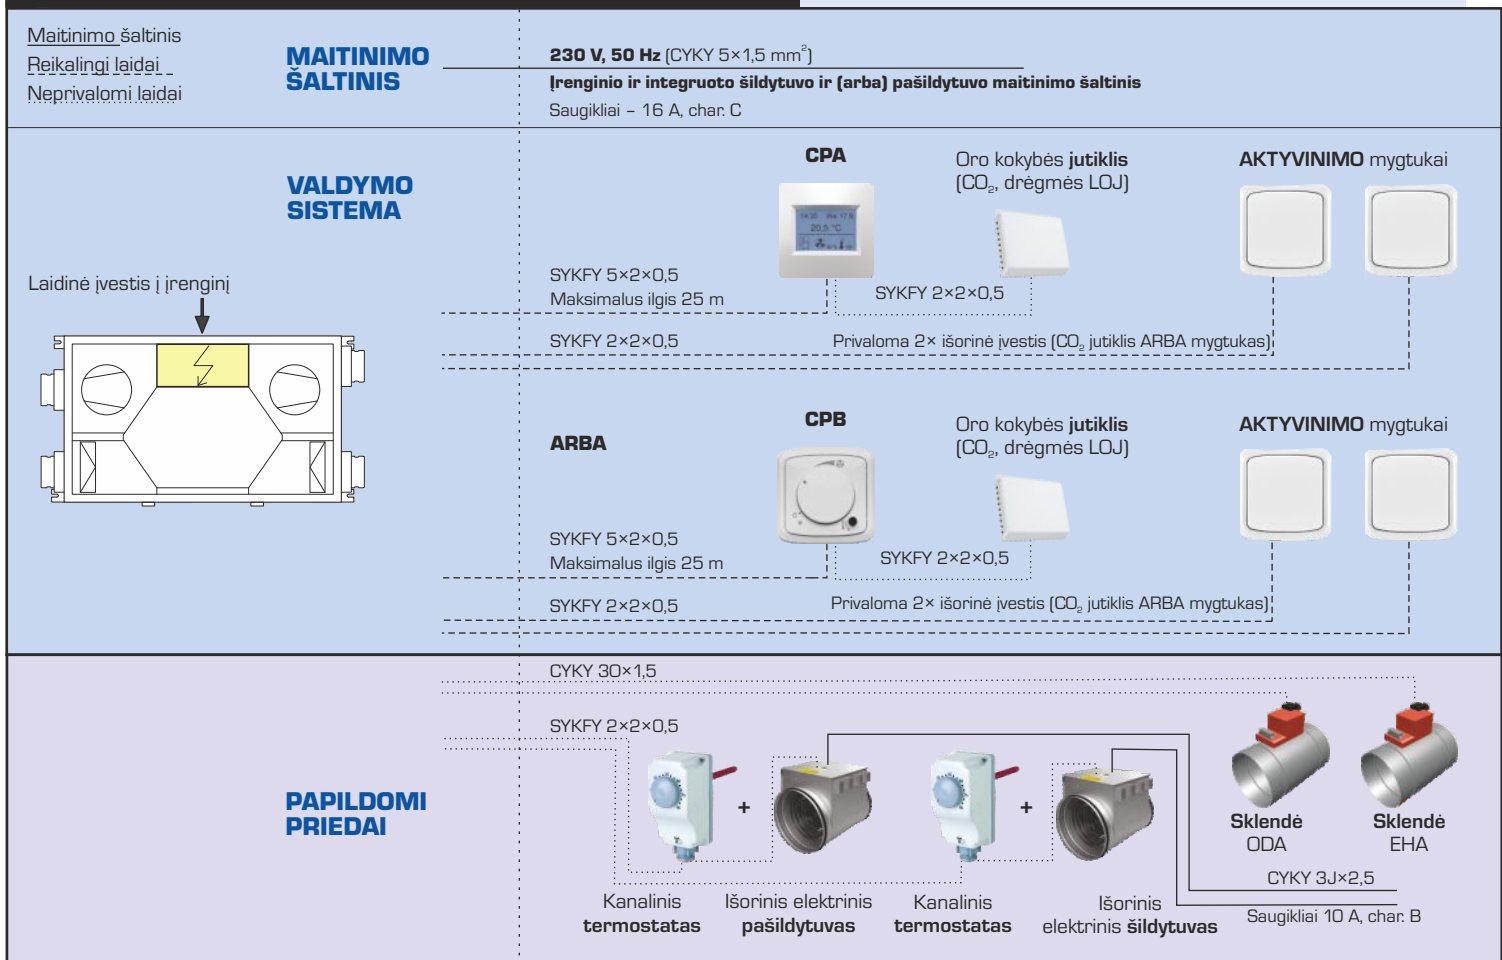 Maitinimo šaltinis
Reikalingi laidai
Neprivalomi laidai
MAITINIMO
ŠALTINIS
230 V, 50 Hz (CYKY 5×1,5 mm²)
Įrenginio ir integruoto šildytuvo ir (arba) pašildytuvo maitinimo šaltinis
Saugikliai – 16 A, char. C
VALDYMO
SISTEMA
Laidinė įvestis į įrenginį
CPA
Oro kokybės jutiklis
(CO₂, drėgmės LOJ)
AKTYVINIMO mygtukai
20,5 °C
SYKFY 5×2×0,5
Maksimalus ilgis 25 m
SYKFY 2×2×0,5
SYKFY 2×2×0,5
Privaloma 2× išorinė įvestis (CO₂ jutiklis ARBA mygtukas)
ARBA
CPB
Oro kokybės jutiklis
(CO₂, drėgmės LOJ)
AKTYVINIMO mygtukai
SYKFY 5×2×0,5
Maksimalus ilgis 25 m
SYKFY 2×2×0,5
SYKFY 2×2×0,5
Privaloma 2× išorinė įvestis (CO₂ jutiklis ARBA mygtukas)
PAPILDOMI
PRIEDAI
CYKY 3O×1,5
SYKFY 2×2×0,5
+
+
Kanalinis
termostatas
Išorinis elektrinis
pašildytuvas
Kanalinis
termostatas
Išorinis
elektrinis šildytuvas
Sklendė
ODA
Sklendė
EHA
CYKY 3J×2,5
Saugikliai 10 A, char. B